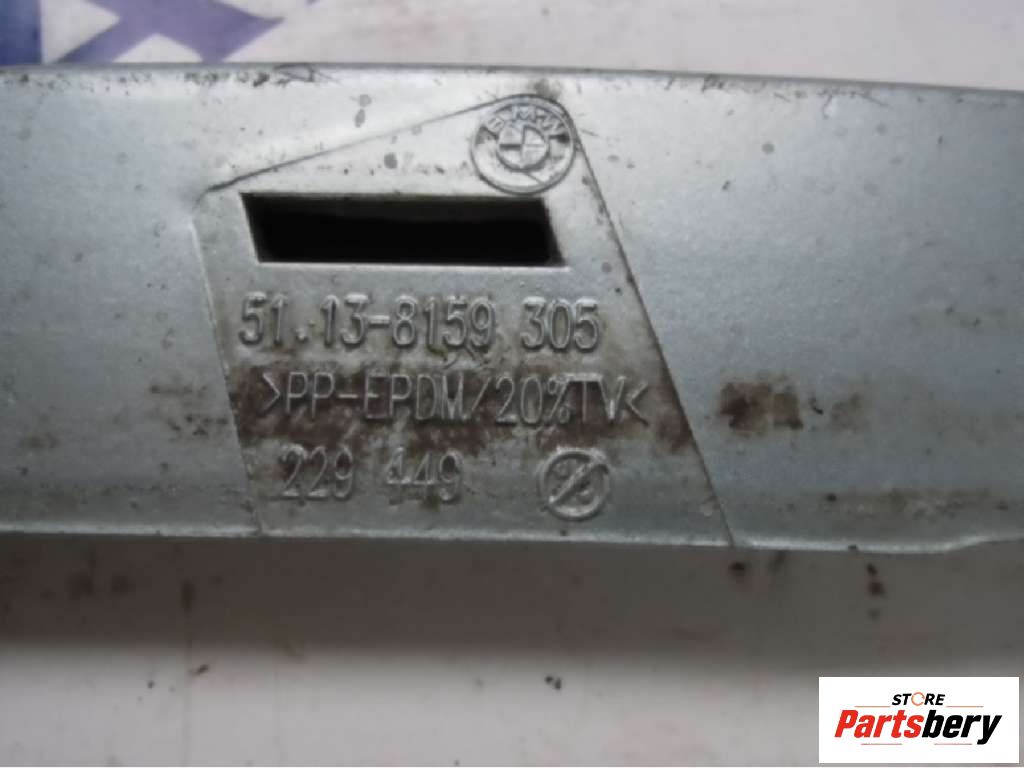 BMW
51.13-8159 305
>PP-EPDM/20%TV<
229 449
STORE
Partsbery